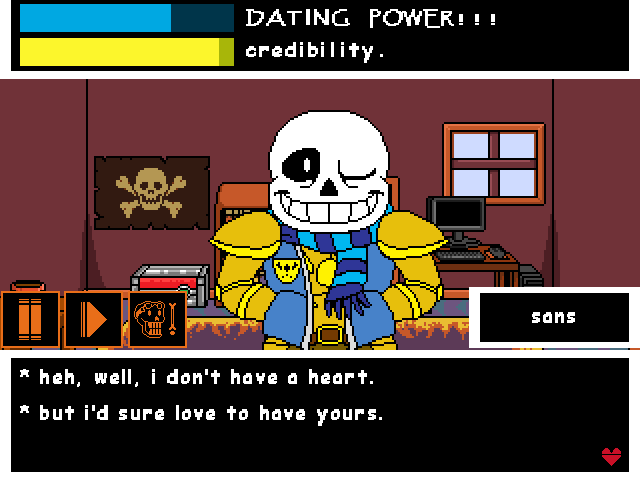 DATING POWER!!!
credibility.
sans
* heh, well, i don't have a heart.
* but i'd sure love to have yours.